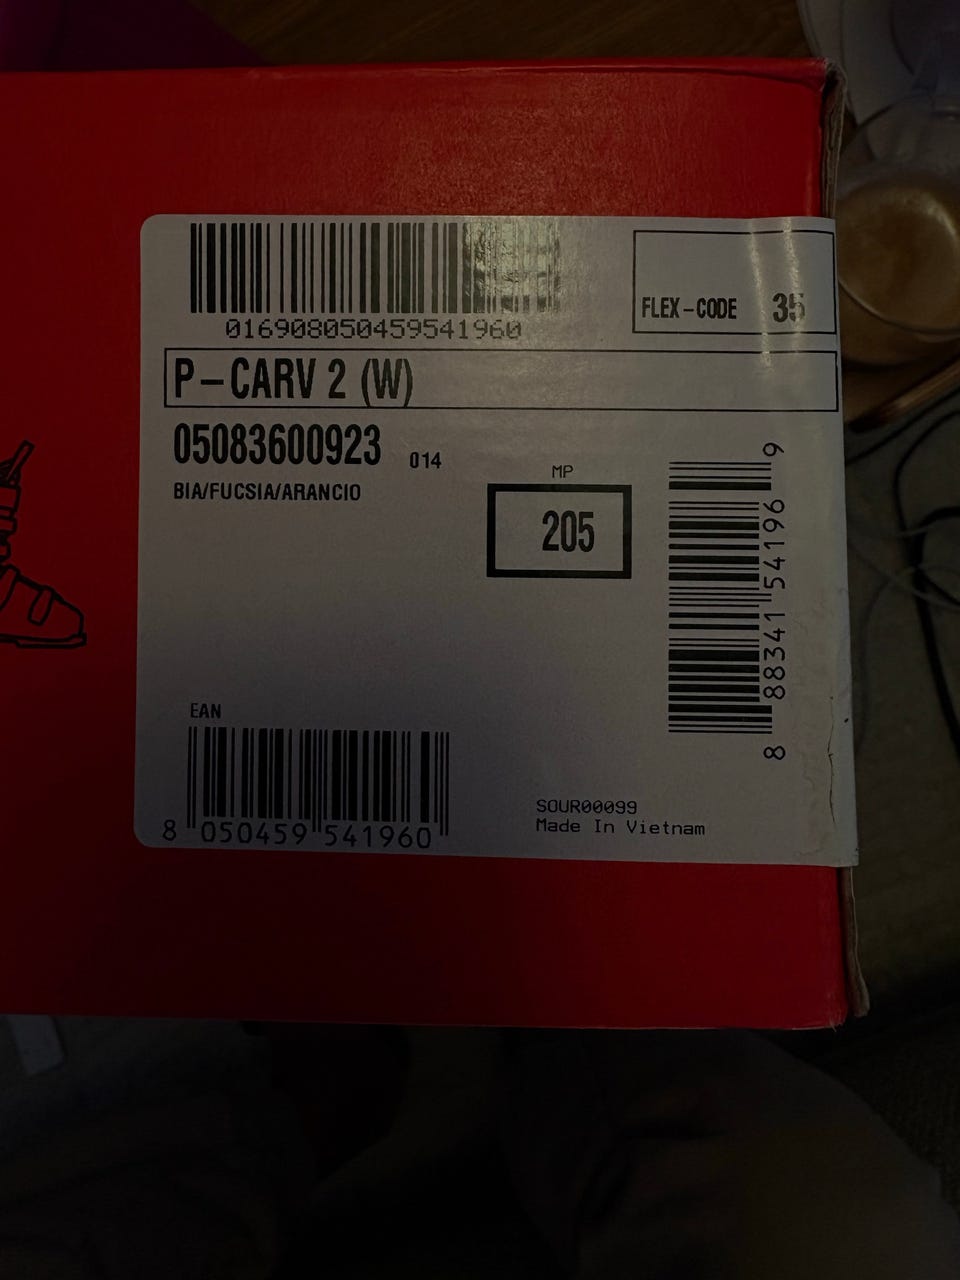 016908050459541960
FLEX-CODE 35
P-CARV 2 (W)
05083600923 014
BIA/FUCSIA/ARANCIO
MP
205
8 88341 54196 9
EAN
8 050459 541960
SOUR00099
Made In Vietnam